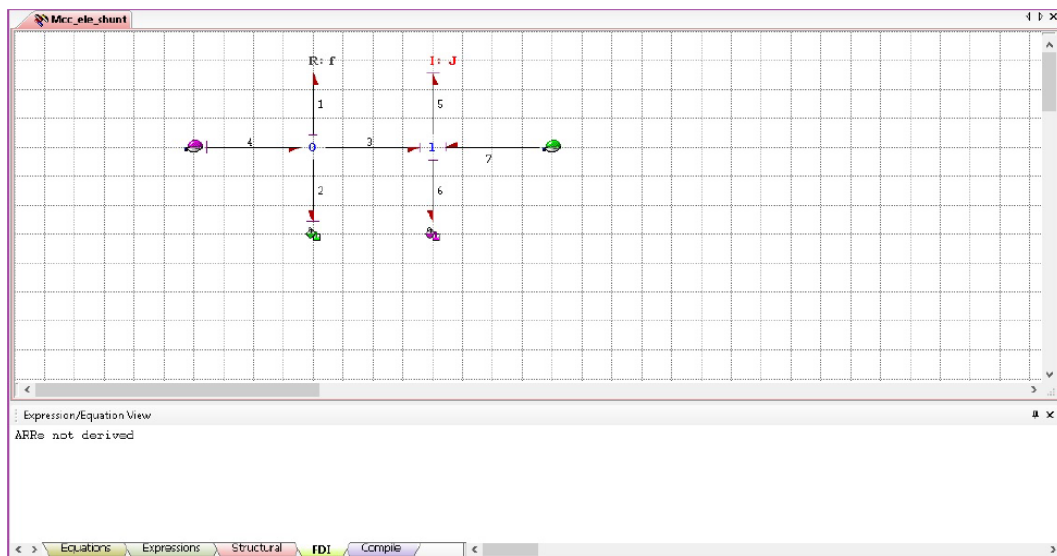 Mcc_ele_shunt
R: f I: J
1 5
4 0 3 1 7
2 6
Expression/Equation View
ARRs not derived
Equations Expressions Structural FDI Compile